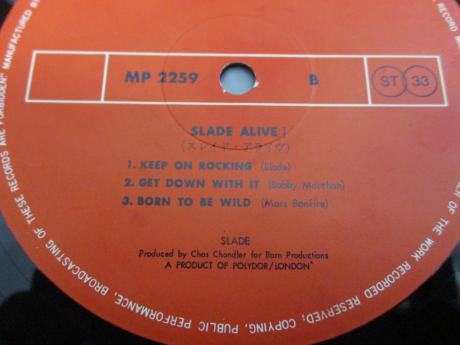 MP 2259 B ST 33
SLADE ALIVE!
(スレイド・アライヴ)
1. KEEP ON ROCKING (Slade)
2. GET DOWN WITH IT (Bobby Marchan)
3. BORN TO BE WILD (Mars Bonfire)
SLADE
Produced by Chas Chandler for Barn Productions
A PRODUCT OF POLYDOR/LONDON"
OF THE WORK RECORDED RESERVED; COPYING, PUBLIC PERFORMANCE, BROADCASTING OF THESE RECORDS ARE FORBIDDEN" MANUFACTURED BY
RECORD